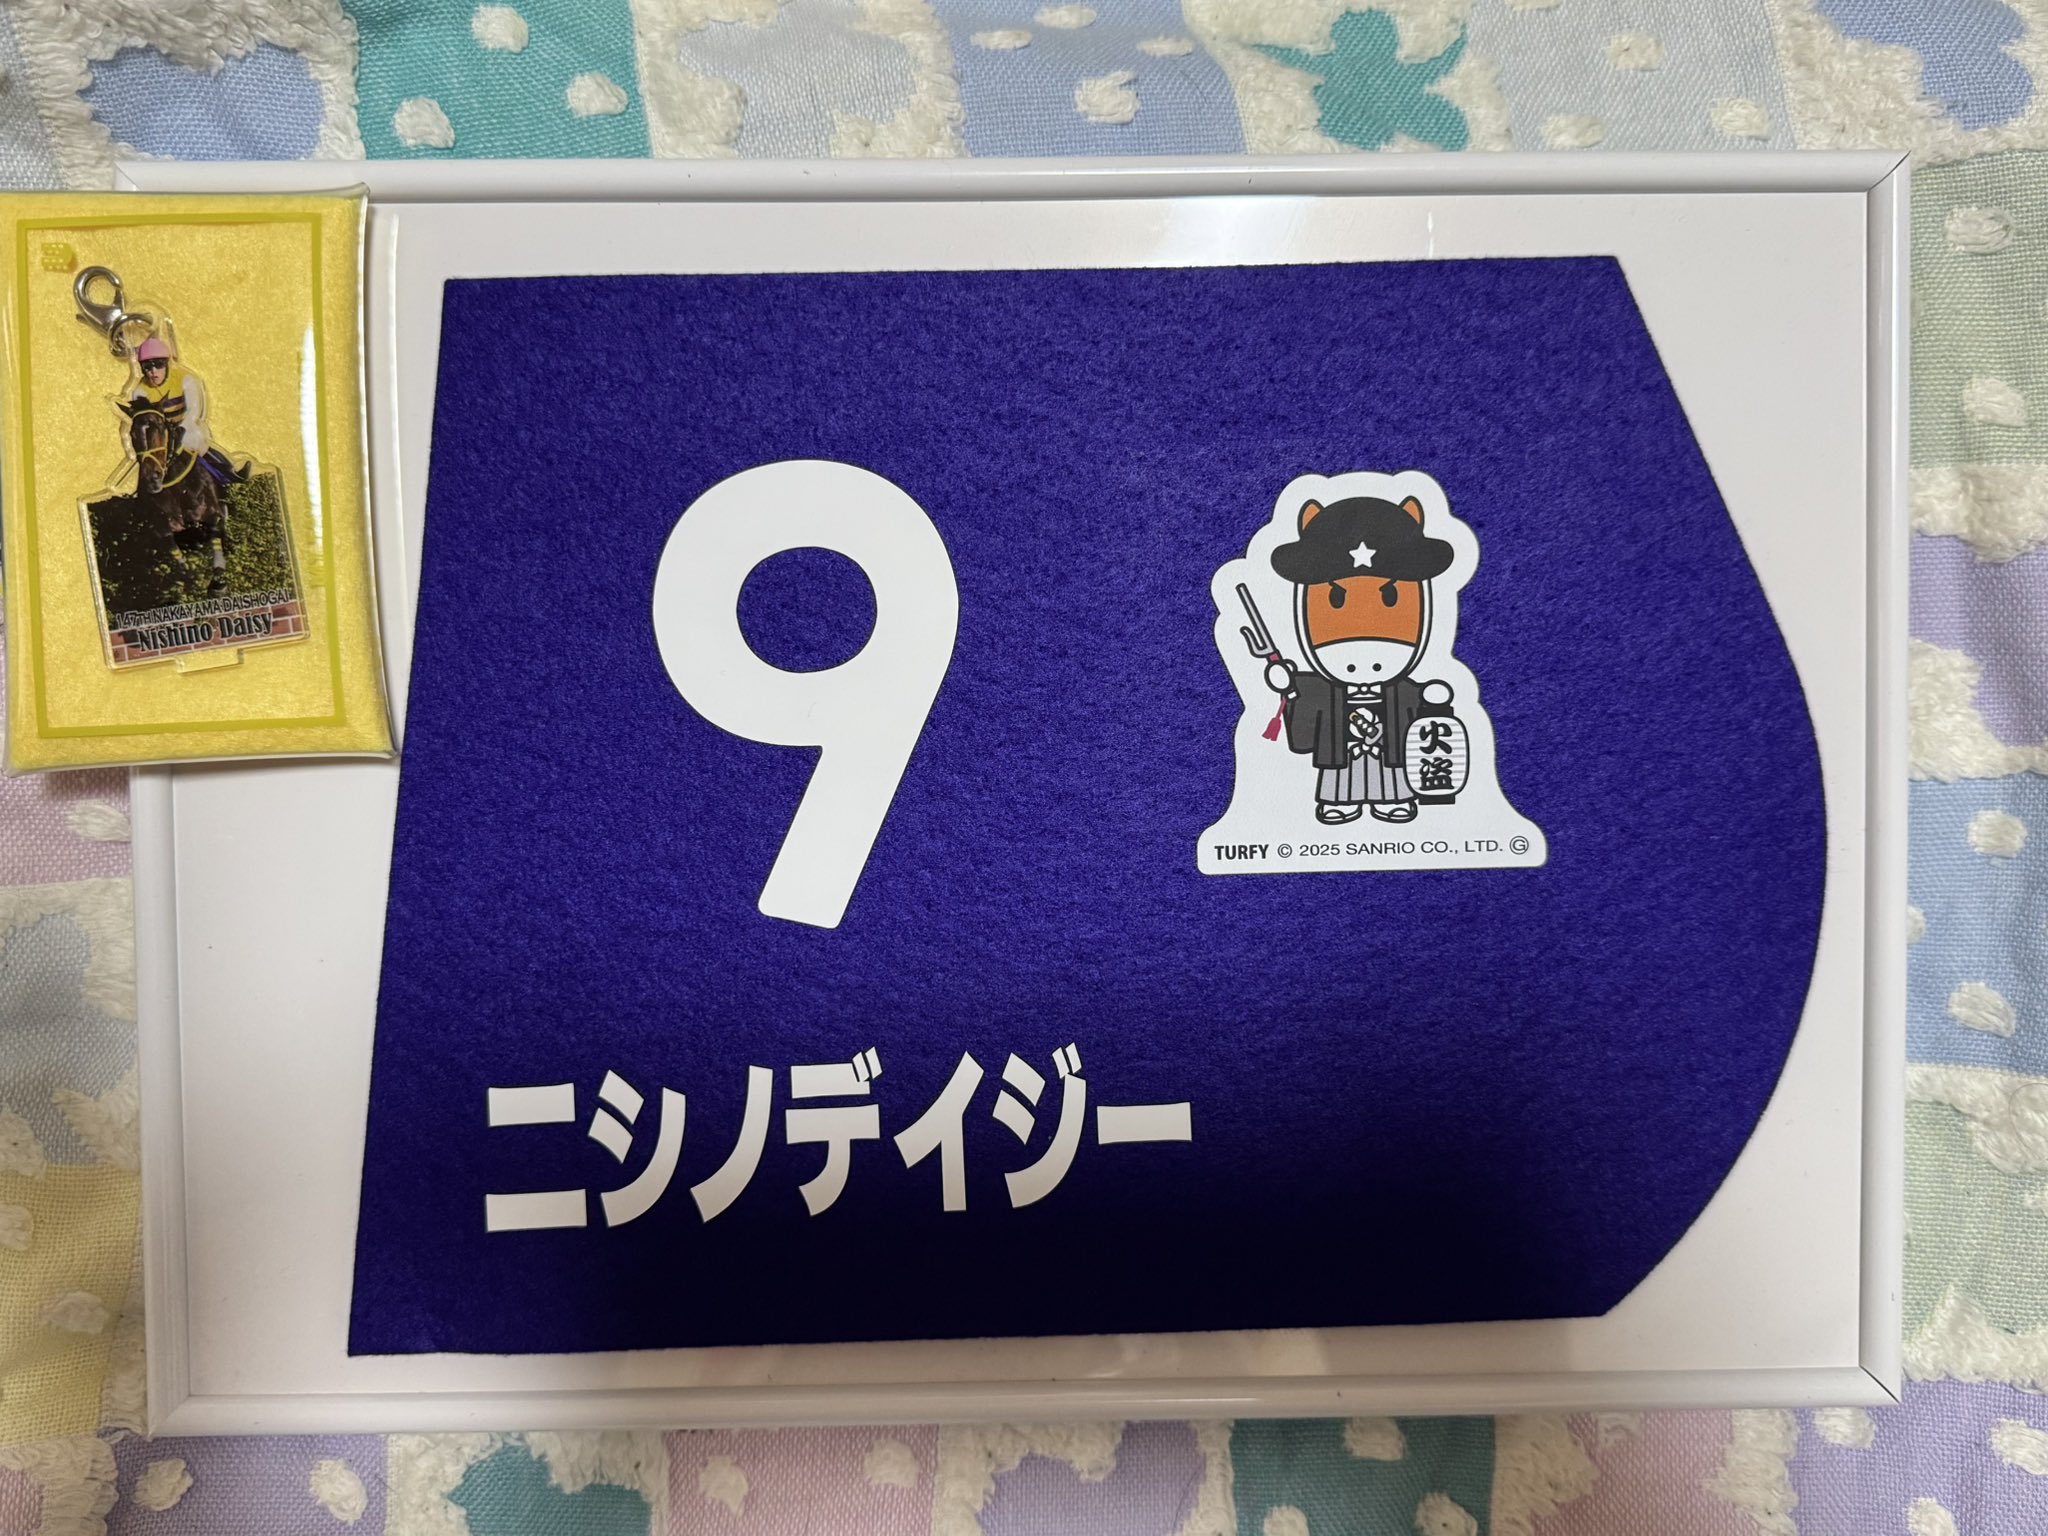 147TH NAKAYAMA DAISHOGAI
Nishino Daisy
9
火盗
TURFY © 2025 SANRIO CO., LTD. Ⓖ
ニシノデイジー